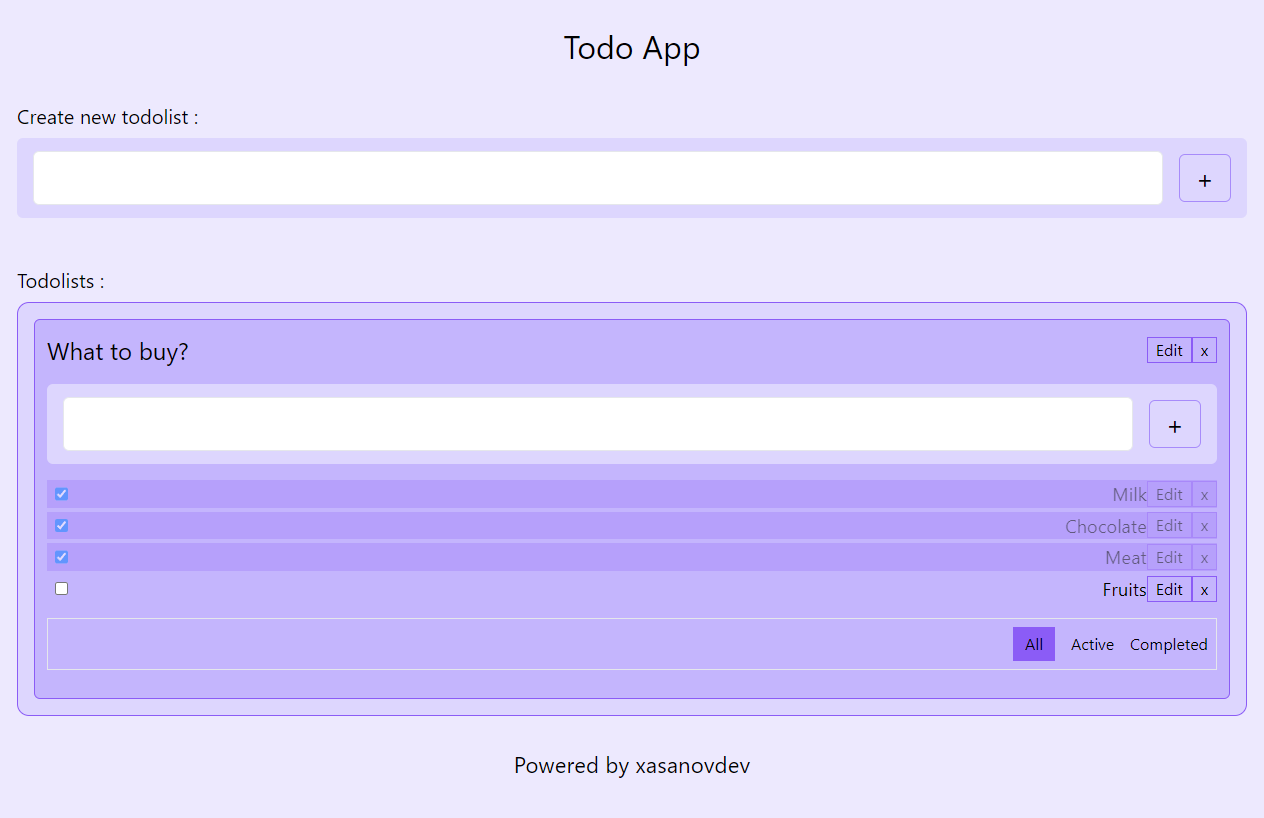 Todo App
Create new todolist :
+
Todolists :
What to buy? Edit x
+
Milk Edit x
Chocolate Edit x
Meat Edit x
Fruits Edit x
All Active Completed
Powered by xasanovdev